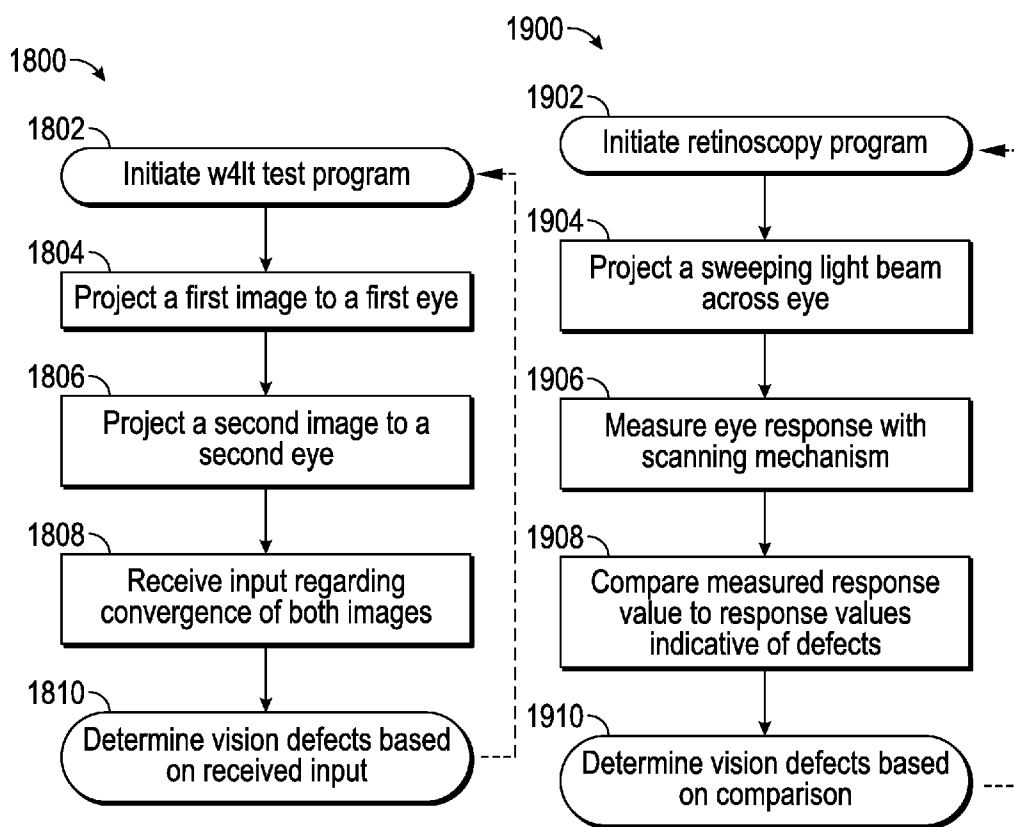 1800
1802
Initiate w4lt test program
1804
Project a first image to a first eye
1806
Project a second image to a
second eye
1808
Receive input regarding
convergence of both images
1810
Determine vision defects based
on received input
1900
1902
Initiate retinoscopy program
1904
Project a sweeping light beam
across eye
1906
Measure eye response with
scanning mechanism
1908
Compare measured response
value to response values
indicative of defects
1910
Determine vision defects based
on comparison